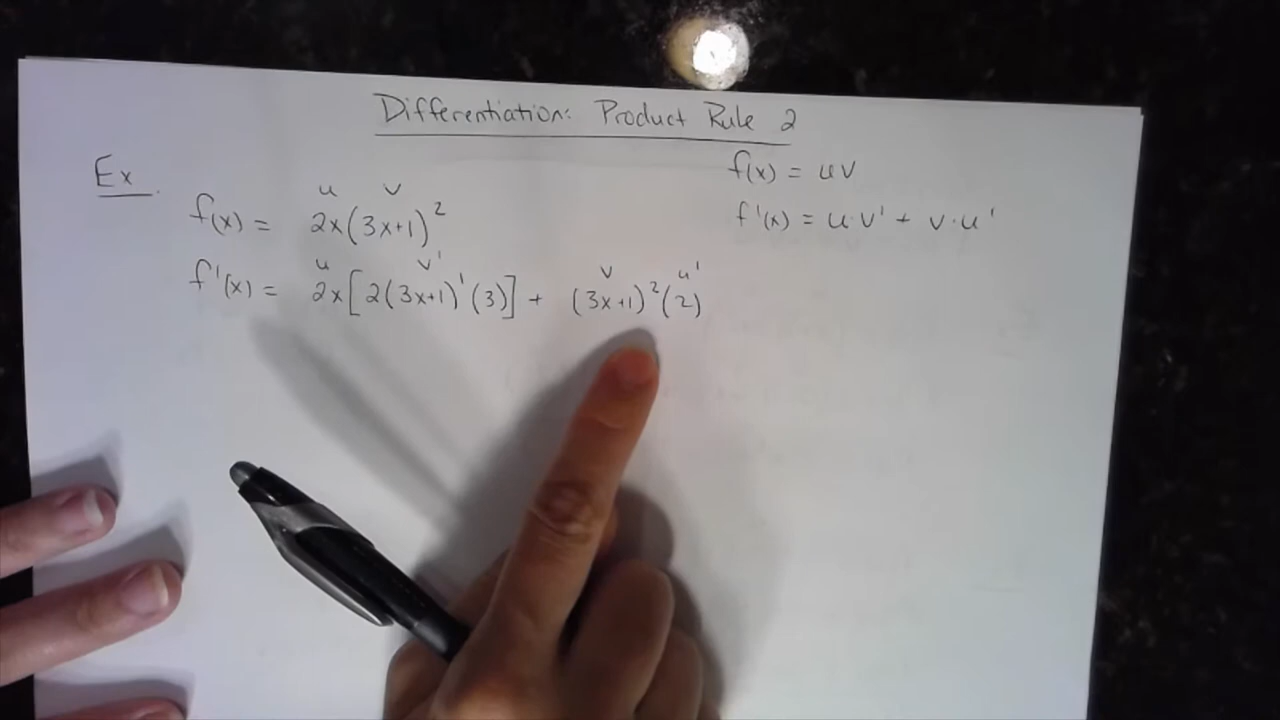 Differentiation: Product Rule 2
Ex.
f(x) = uv
f'(x) = u·v' + v·u'
u v
f(x) = 2x(3x+1)²
u v' v u'
f'(x) = 2x[2(3x+1)¹(3)] + (3x+1)²(2)